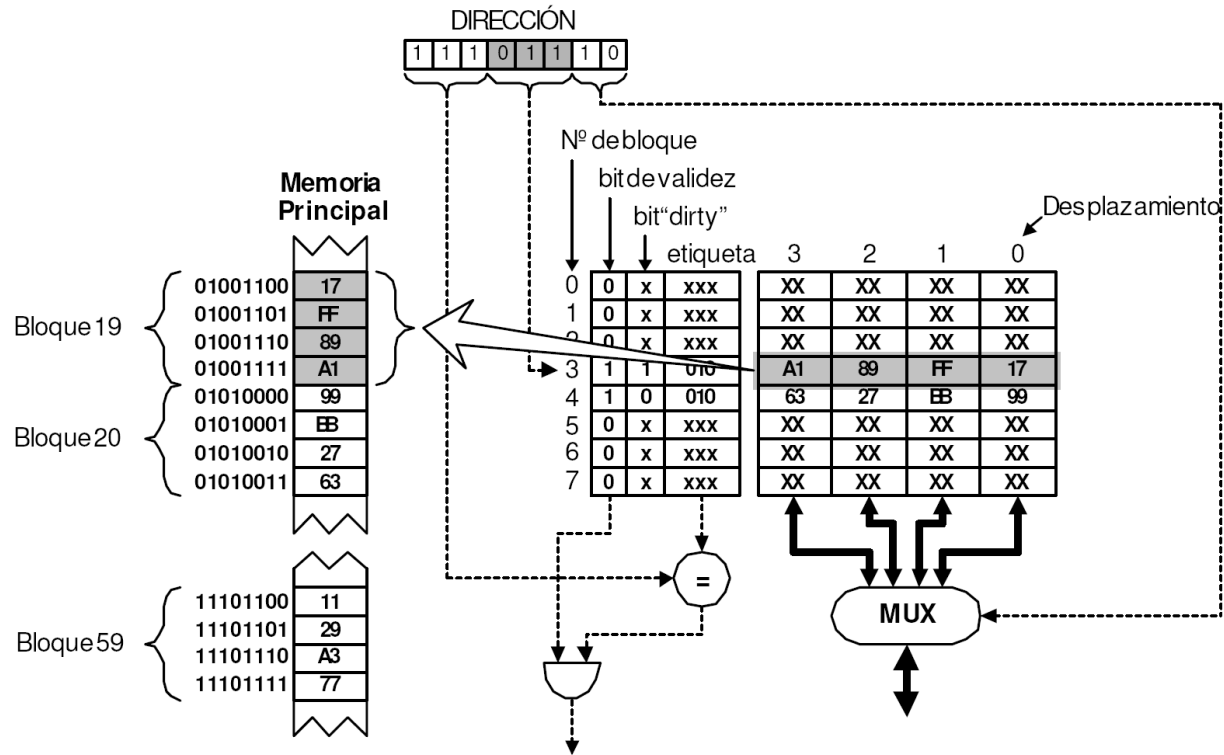 DIRECCIÓN
1 1 1 0 1 1 1 0
Nº de bloque
bit de validez
bit "dirty"
etiqueta
Desplazamiento
3 2 1 0
Memoria
Principal
Bloque 19
01001100 17
01001101 FF
01001110 89
01001111 A1
Bloque 20
01010000 99
01010001 BB
01010010 27
01010011 63
Bloque 59
11101100 11
11101101 29
11101110 A3
11101111 77
0 0 x xxx XX XX XX XX
1 0 x xxx XX XX XX XX
2 0 x xxx XX XX XX XX
3 1 1 010 A1 89 FF 17
4 1 0 010 63 27 BB 99
5 0 x xxx XX XX XX XX
6 0 x xxx XX XX XX XX
7 0 x xxx XX XX XX XX
=
MUX